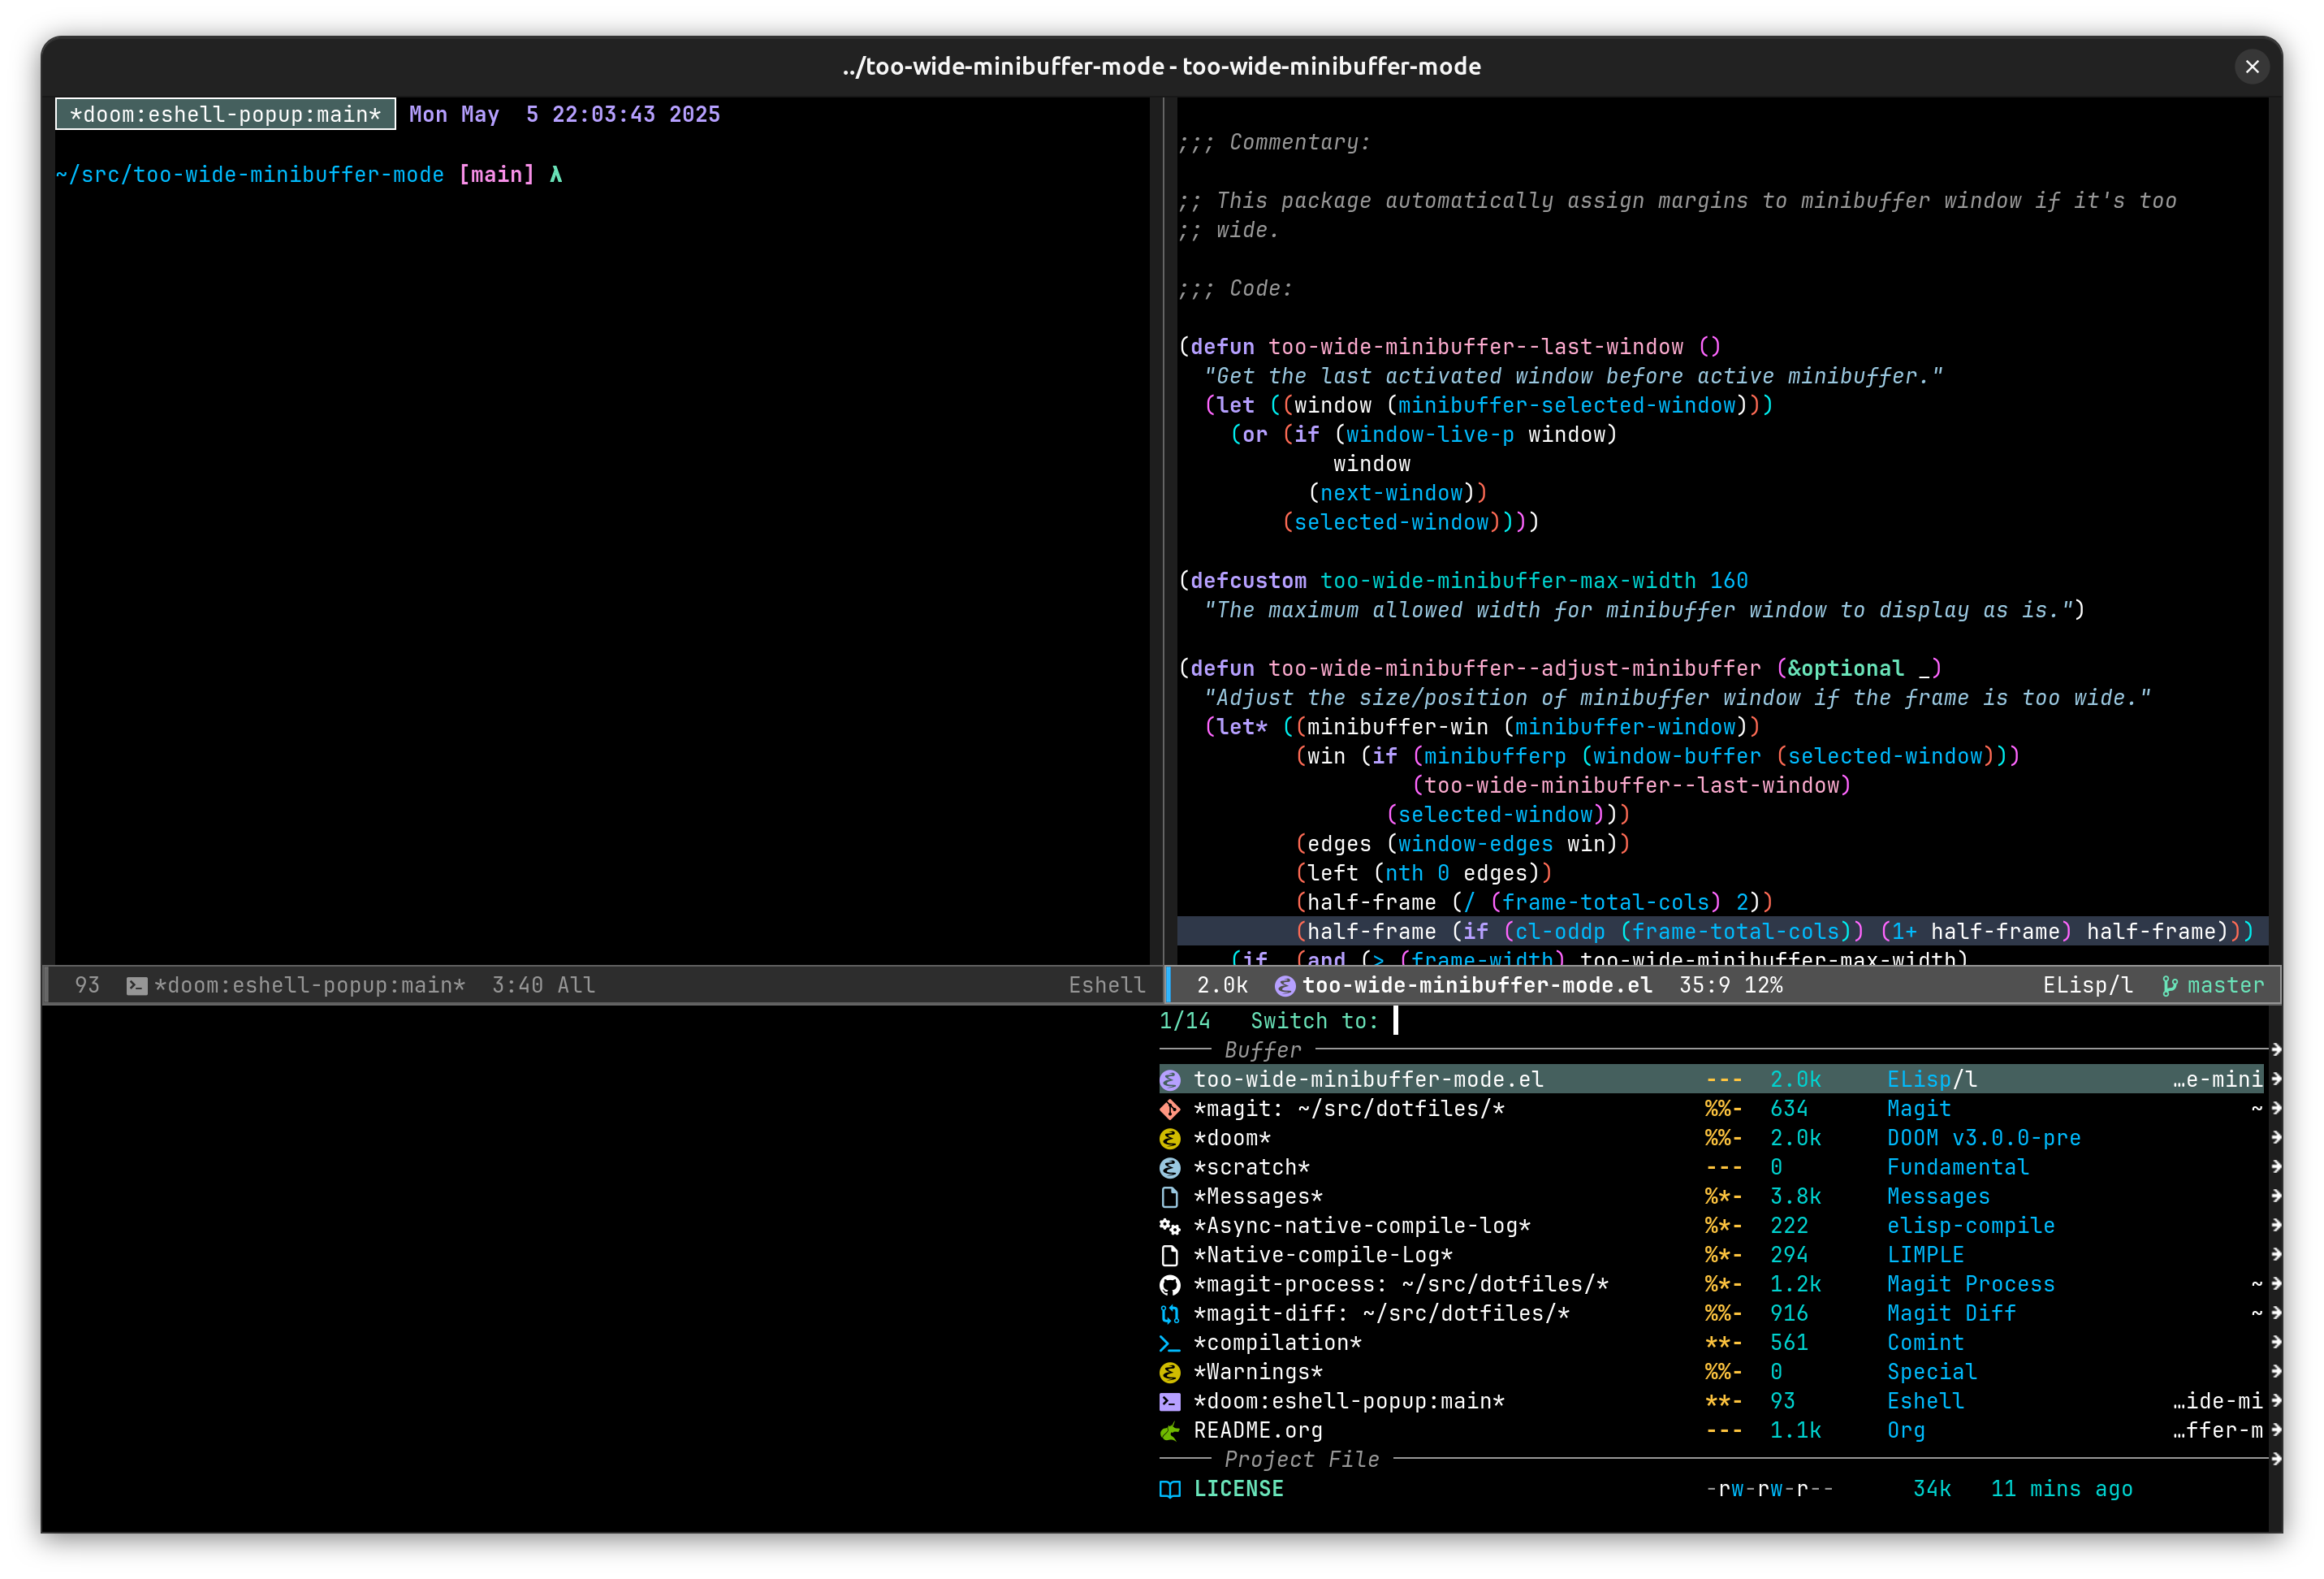 ../too-wide-minibuffer-mode - too-wide-minibuffer-mode
*doom:eshell-popup:main* Mon May  5 22:03:43 2025
~/src/too-wide-minibuffer-mode [main] λ
;;; Commentary:
;; This package automatically assign margins to minibuffer window if it's too
;; wide.
;;; Code:
(defun too-wide-minibuffer--last-window ()
  "Get the last activated window before active minibuffer."
  (let ((window (minibuffer-selected-window)))
    (or (if (window-live-p window)
            window
          (next-window))
        (selected-window))))
(defcustom too-wide-minibuffer-max-width 160
  "The maximum allowed width for minibuffer window to display as is.")
(defun too-wide-minibuffer--adjust-minibuffer (&optional _)
  "Adjust the size/position of minibuffer window if the frame is too wide."
  (let* ((minibuffer-win (minibuffer-window))
         (win (if (minibufferp (window-buffer (selected-window)))
                  (too-wide-minibuffer--last-window)
                (selected-window)))
         (edges (window-edges win))
         (left (nth 0 edges))
         (half-frame (/ (frame-total-cols) 2))
         (half-frame (if (cl-oddp (frame-total-cols)) (1+ half-frame) half-frame)))
    (if (and (> (frame-width) too-wide-minibuffer-max-width)
93 *doom:eshell-popup:main* 3:40 All Eshell
2.0k too-wide-minibuffer-mode.el 35:9 12% ELisp/l master
1/14 Switch to:
Buffer
too-wide-minibuffer-mode.el --- 2.0k ELisp/l …e-mini
*magit: ~/src/dotfiles/* %%- 634 Magit ~
*doom* %%- 2.0k DOOM v3.0.0-pre
*scratch* --- 0 Fundamental
*Messages* %*- 3.8k Messages
*Async-native-compile-log* %*- 222 elisp-compile
*Native-compile-Log* %*- 294 LIMPLE
*magit-process: ~/src/dotfiles/* %*- 1.2k Magit Process ~
*magit-diff: ~/src/dotfiles/* %%- 916 Magit Diff ~
*compilation* **- 561 Comint
*Warnings* %%- 0 Special
*doom:eshell-popup:main* **- 93 Eshell …ide-mi
README.org --- 1.1k Org …ffer-m
Project File
LICENSE -rw-rw-r-- 34k 11 mins ago